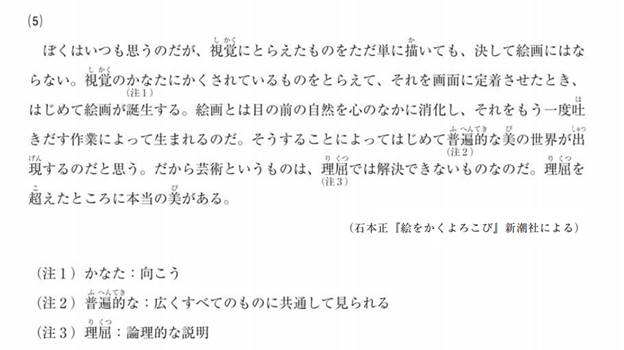 (5)
ぼくはいつも思うのだが、視覚にとらえたものをただ単に描いても、決して絵画にはな
らない。視覚のかなたにかくされているものをとらえて、それを画面に定着させたとき、
はじめて絵画が誕生する。絵画とは目の前の自然を心のなかに消化し、それをもう一度吐
きだす作業によって生まれるのだ。そうすることによってはじめて普遍的な美の世界が出
現するのだと思う。だから芸術というものは、理屈では解決できないものなのだ。理屈を
超えたところに本当の美がある。
(石本正『絵をかくよろこび』新潮社による)
(注1)かなた:向こう
(注2)普遍的な:広くすべてのものに共通して見られる
(注3)理屈:論理的な説明